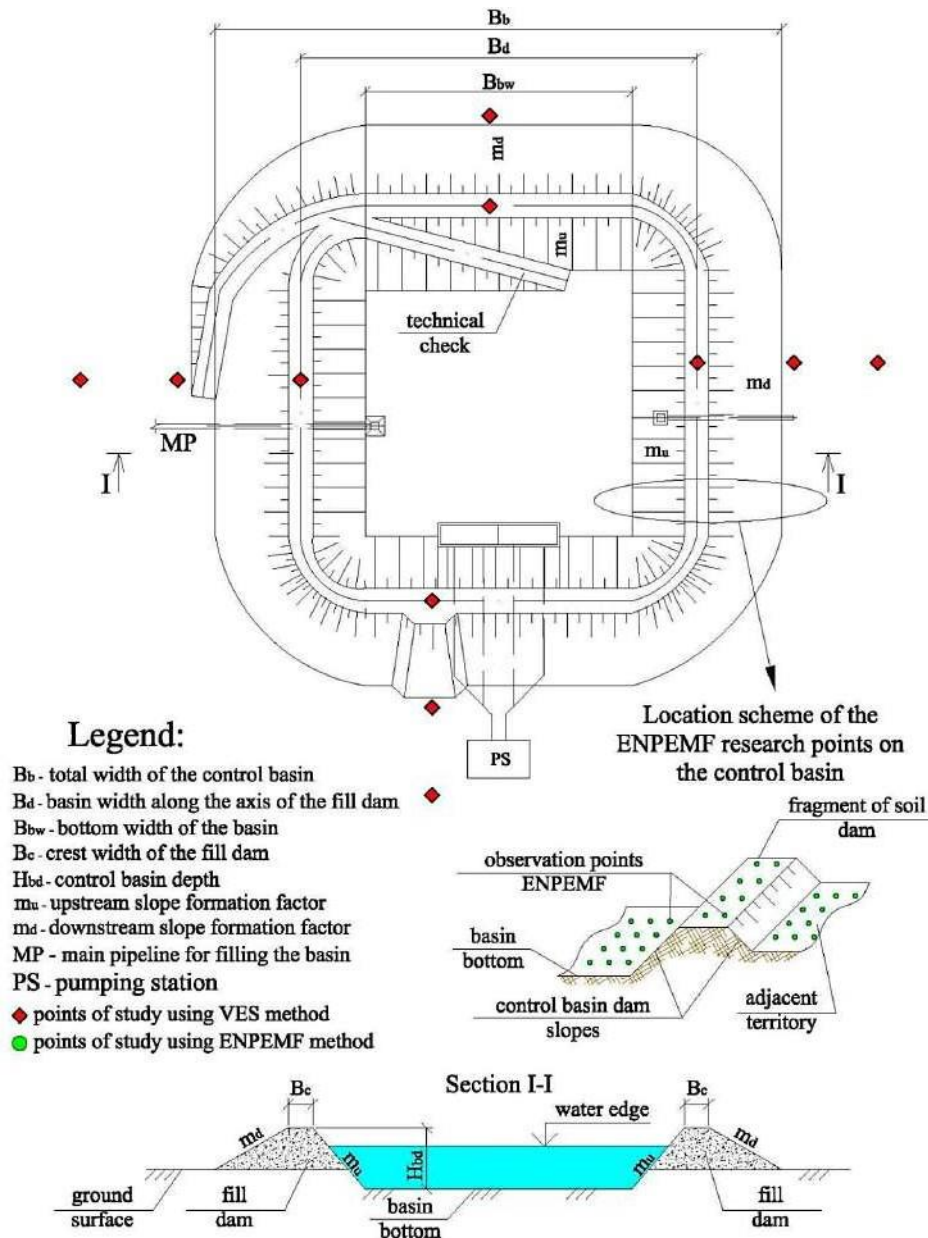 Bb
Bd
Bbw
md
mu
technical
check
md
MP
mu
I
I
PS
Location scheme of the
ENPEMF research points on
the control basin
Legend:
Bb - total width of the control basin
Bd - basin width along the axis of the fill dam
Bbw - bottom width of the basin
Bc - crest width of the fill dam
Hbd - control basin depth
mu - upstream slope formation factor
md - downstream slope formation factor
MP - main pipeline for filling the basin
PS - pumping station
points of study using VES method
points of study using ENPEMF method
fragment of soil
dam
observation points
ENPEMF
basin
bottom
control basin dam
slopes
adjacent
territory
Section I-I
Bc
water edge
Bc
md
mu
Hbd
mu
md
ground
surface
fill
dam
basin
bottom
fill
dam